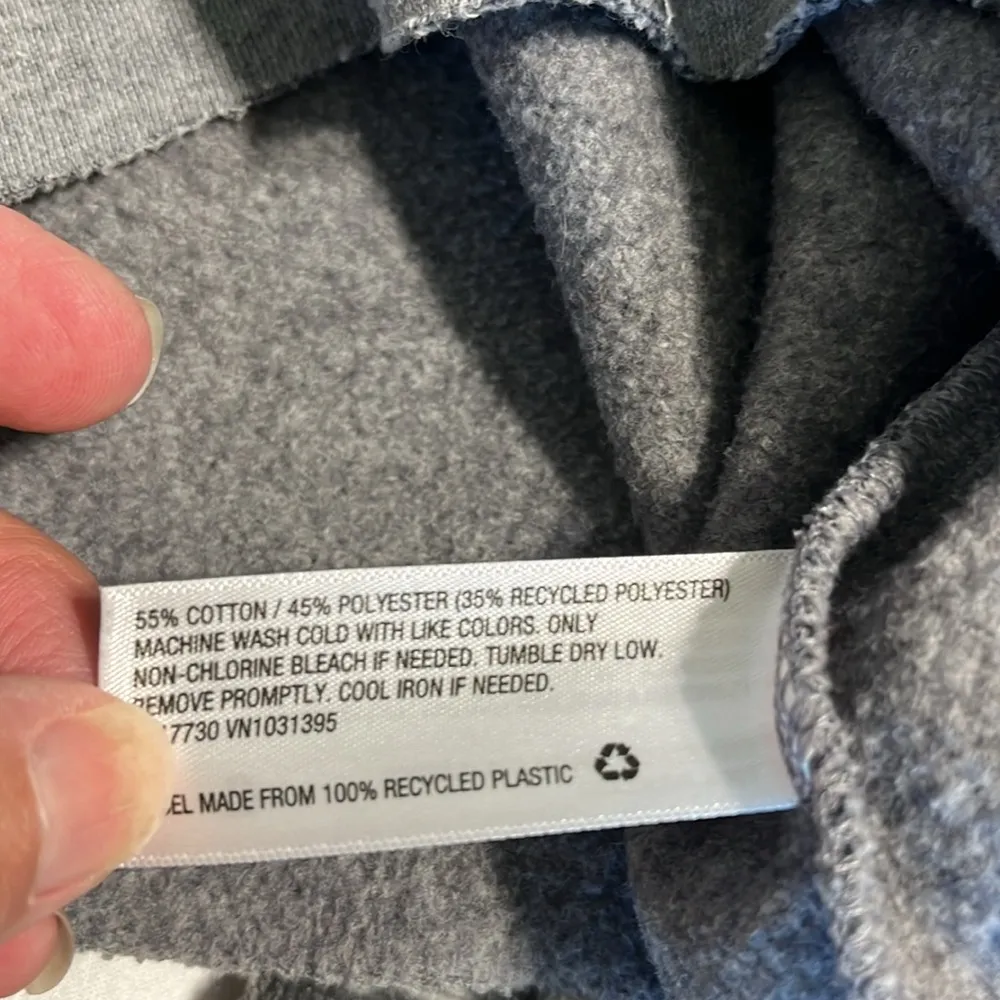 55% COTTON / 45% POLYESTER (35% RECYCLED POLYESTER)
MACHINE WASH COLD WITH LIKE COLORS. ONLY
NON-CHLORINE BLEACH IF NEEDED. TUMBLE DRY LOW.
REMOVE PROMPTLY. COOL IRON IF NEEDED.
7730 VN1031395
MADE FROM 100% RECYCLED PLASTIC